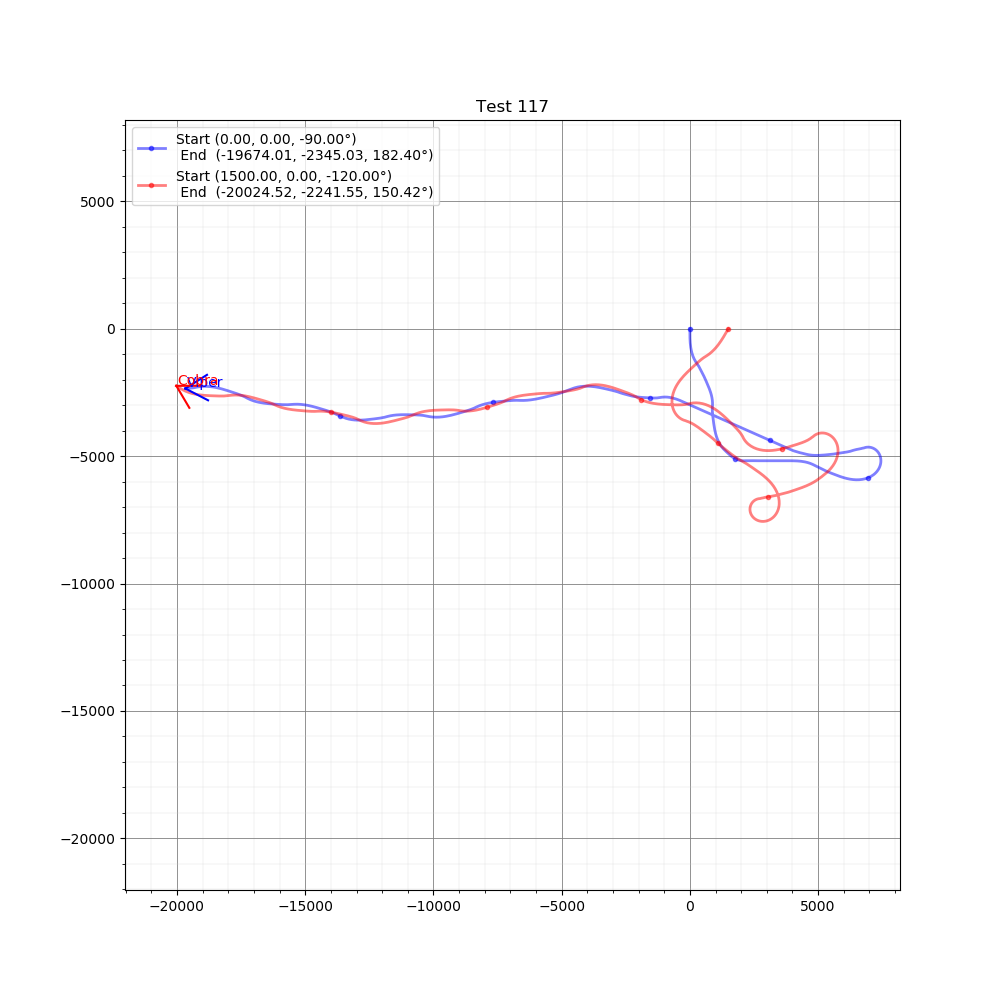 Test 117
Start (0.00, 0.00, -90.00°)
End (-19674.01, -2345.03, 182.40°)
Start (1500.00, 0.00, -120.00°)
End (-20024.52, -2241.55, 150.42°)
5000
0
−5000
−10000
−15000
−20000
−20000 −15000 −10000 −5000 0 5000